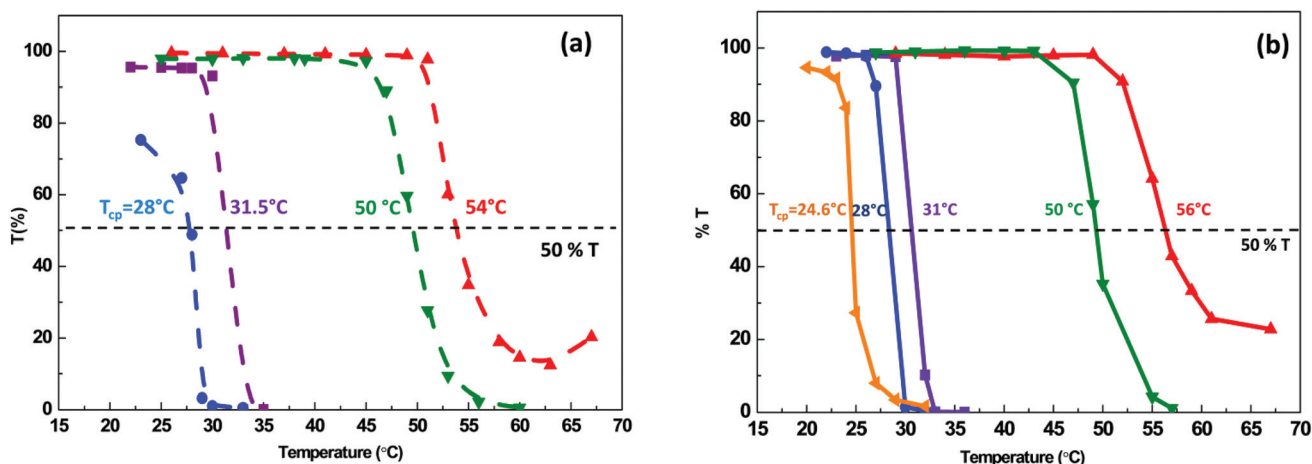 (a)
T(%)
100
80
60
40
20
0
Tcp=28°C
31.5°C
50 °C
54°C
50 % T
15 20 25 30 35 40 45 50 55 60 65 70
Temperature (°C)
(b)
% T
100
80
60
40
20
0
Tcp=24.6°C
28°C
31°C
50 °C
56°C
50 % T
15 20 25 30 35 40 45 50 55 60 65 70
Temperature (°C)